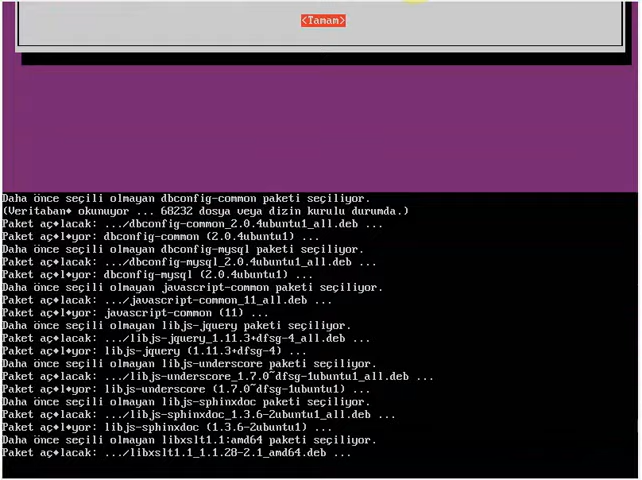 <Tamam>
Daha önce seçili olmayan dbconfig-common paketi seçiliyor.
(Veritaban♦ okunuyor ... 68232 dosya veya dizin kurulu durumda.)
Paket aç♦lacak: .../dbconfig-common_2.0.4ubuntu1_all.deb ...
Paket aç♦l♦yor: dbconfig-common (2.0.4ubuntu1) ...
Daha önce seçili olmayan dbconfig-mysql paketi seçiliyor.
Paket aç♦lacak: .../dbconfig-mysql_2.0.4ubuntu1_all.deb ...
Paket aç♦l♦yor: dbconfig-mysql (2.0.4ubuntu1) ...
Daha önce seçili olmayan javascript-common paketi seçiliyor.
Paket aç♦lacak: .../javascript-common_11_all.deb ...
Paket aç♦l♦yor: javascript-common (11) ...
Daha önce seçili olmayan libjs-jquery paketi seçiliyor.
Paket aç♦lacak: .../libjs-jquery_1.11.3+dfsg-4_all.deb ...
Paket aç♦l♦yor: libjs-jquery (1.11.3+dfsg-4) ...
Daha önce seçili olmayan libjs-underscore paketi seçiliyor.
Paket aç♦lacak: .../libjs-underscore_1.7.0~dfsg-1ubuntu1_all.deb ...
Paket aç♦l♦yor: libjs-underscore (1.7.0~dfsg-1ubuntu1) ...
Daha önce seçili olmayan libjs-sphinxdoc paketi seçiliyor.
Paket aç♦lacak: .../libjs-sphinxdoc_1.3.6-2ubuntu1_all.deb ...
Paket aç♦l♦yor: libjs-sphinxdoc (1.3.6-2ubuntu1) ...
Daha önce seçili olmayan libxslt1.1:amd64 paketi seçiliyor.
Paket aç♦lacak: .../libxslt1.1_1.1.28-2.1_amd64.deb ...